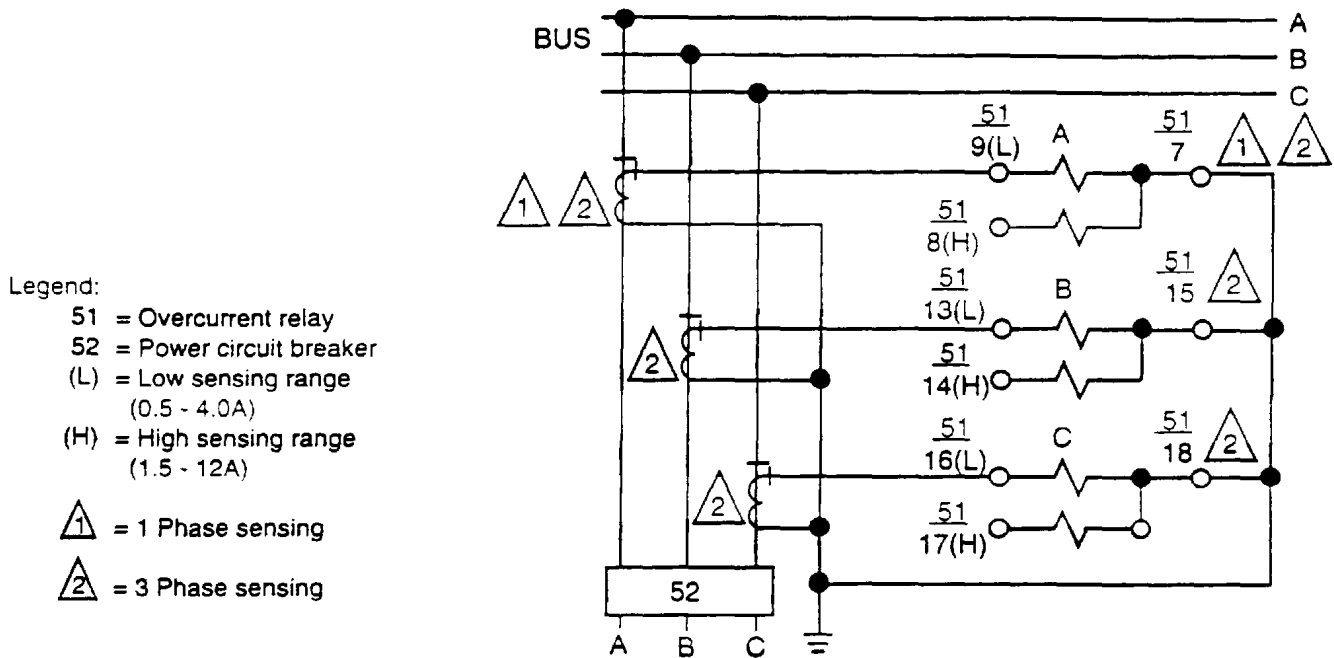 BUS
A
B
C
51
9(L)
A
51
7
1
2
1
2
51
8(H)
51
13(L)
B
51
15
2
2
51
14(H)
51
16(L)
C
51
18
2
2
51
17(H)
Legend:
51 = Overcurrent relay
52 = Power circuit breaker
(L) = Low sensing range
(0.5 - 4.0A)
(H) = High sensing range
(1.5 - 12A)
1 = 1 Phase sensing
2 = 3 Phase sensing
52
A B C